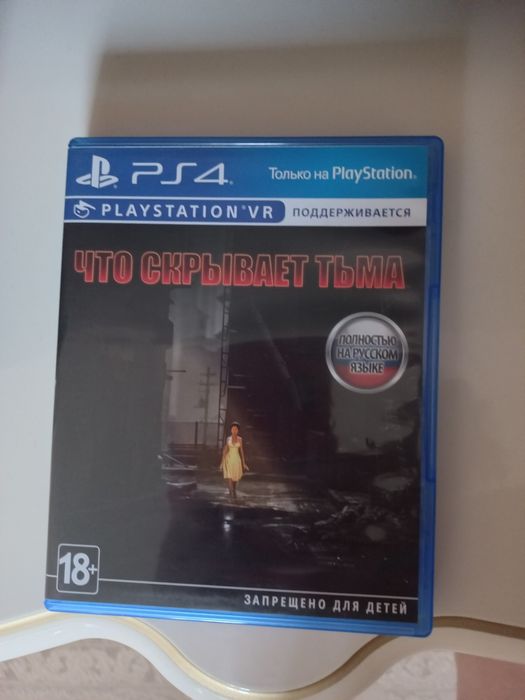 PS4 Только на PlayStation
PLAYSTATION®VR ПОДДЕРЖИВАЕТСЯ
ЧТО СКРЫВАЕТ ТЬМА
ПОЛНОСТЬЮ
НА РУССКОМ
ЯЗЫКЕ
18+
ЗАПРЕЩЕНО ДЛЯ ДЕТЕЙ